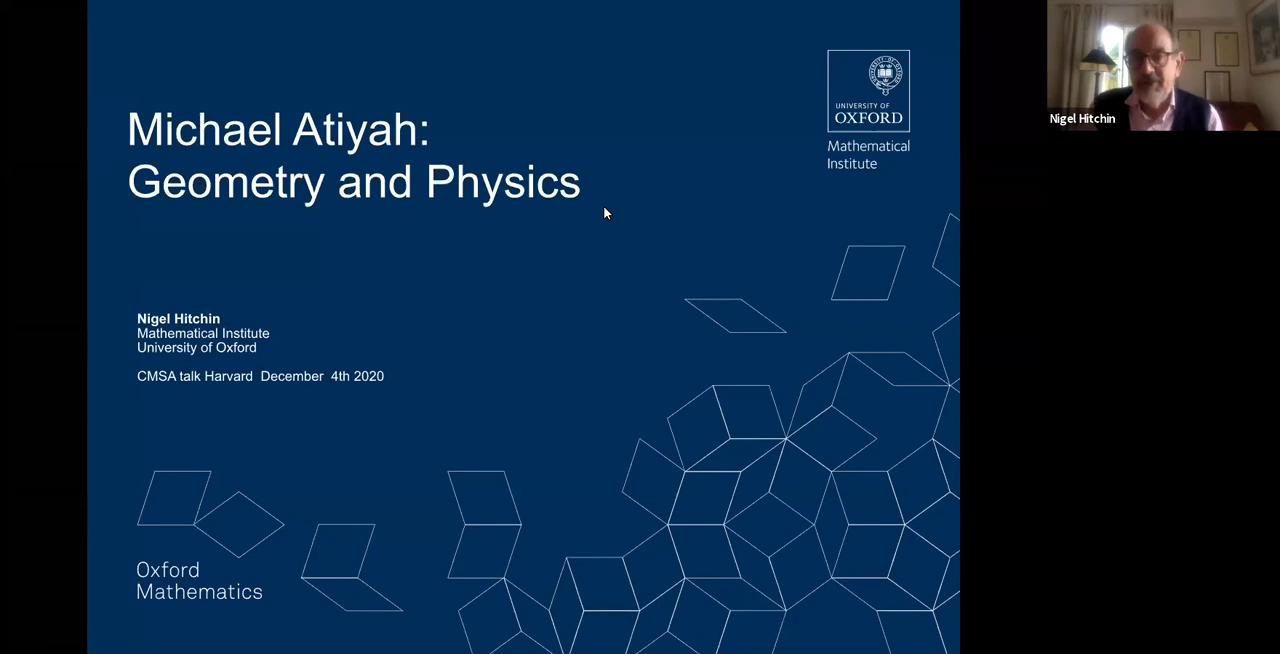 Michael Atiyah:
Geometry and Physics
UNIVERSITY OF
OXFORD
Mathematical
Institute
Nigel Hitchin
Nigel Hitchin
Mathematical Institute
University of Oxford
CMSA talk Harvard December 4th 2020
Oxford
Mathematics